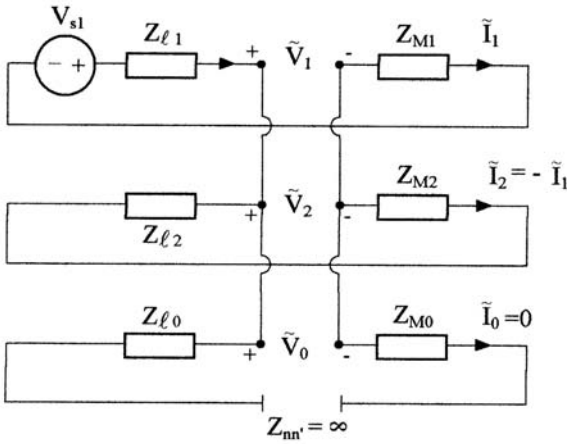 V_s1
− +
Z_ℓ1
+
Ṽ_1
-
Z_M1
Ĩ_1
Z_ℓ2
+
Ṽ_2
-
Z_M2
Ĩ_2 = - Ĩ_1
Z_ℓ0
+
Ṽ_0
-
Z_M0
Ĩ_0 =0
Z_nn' = ∞